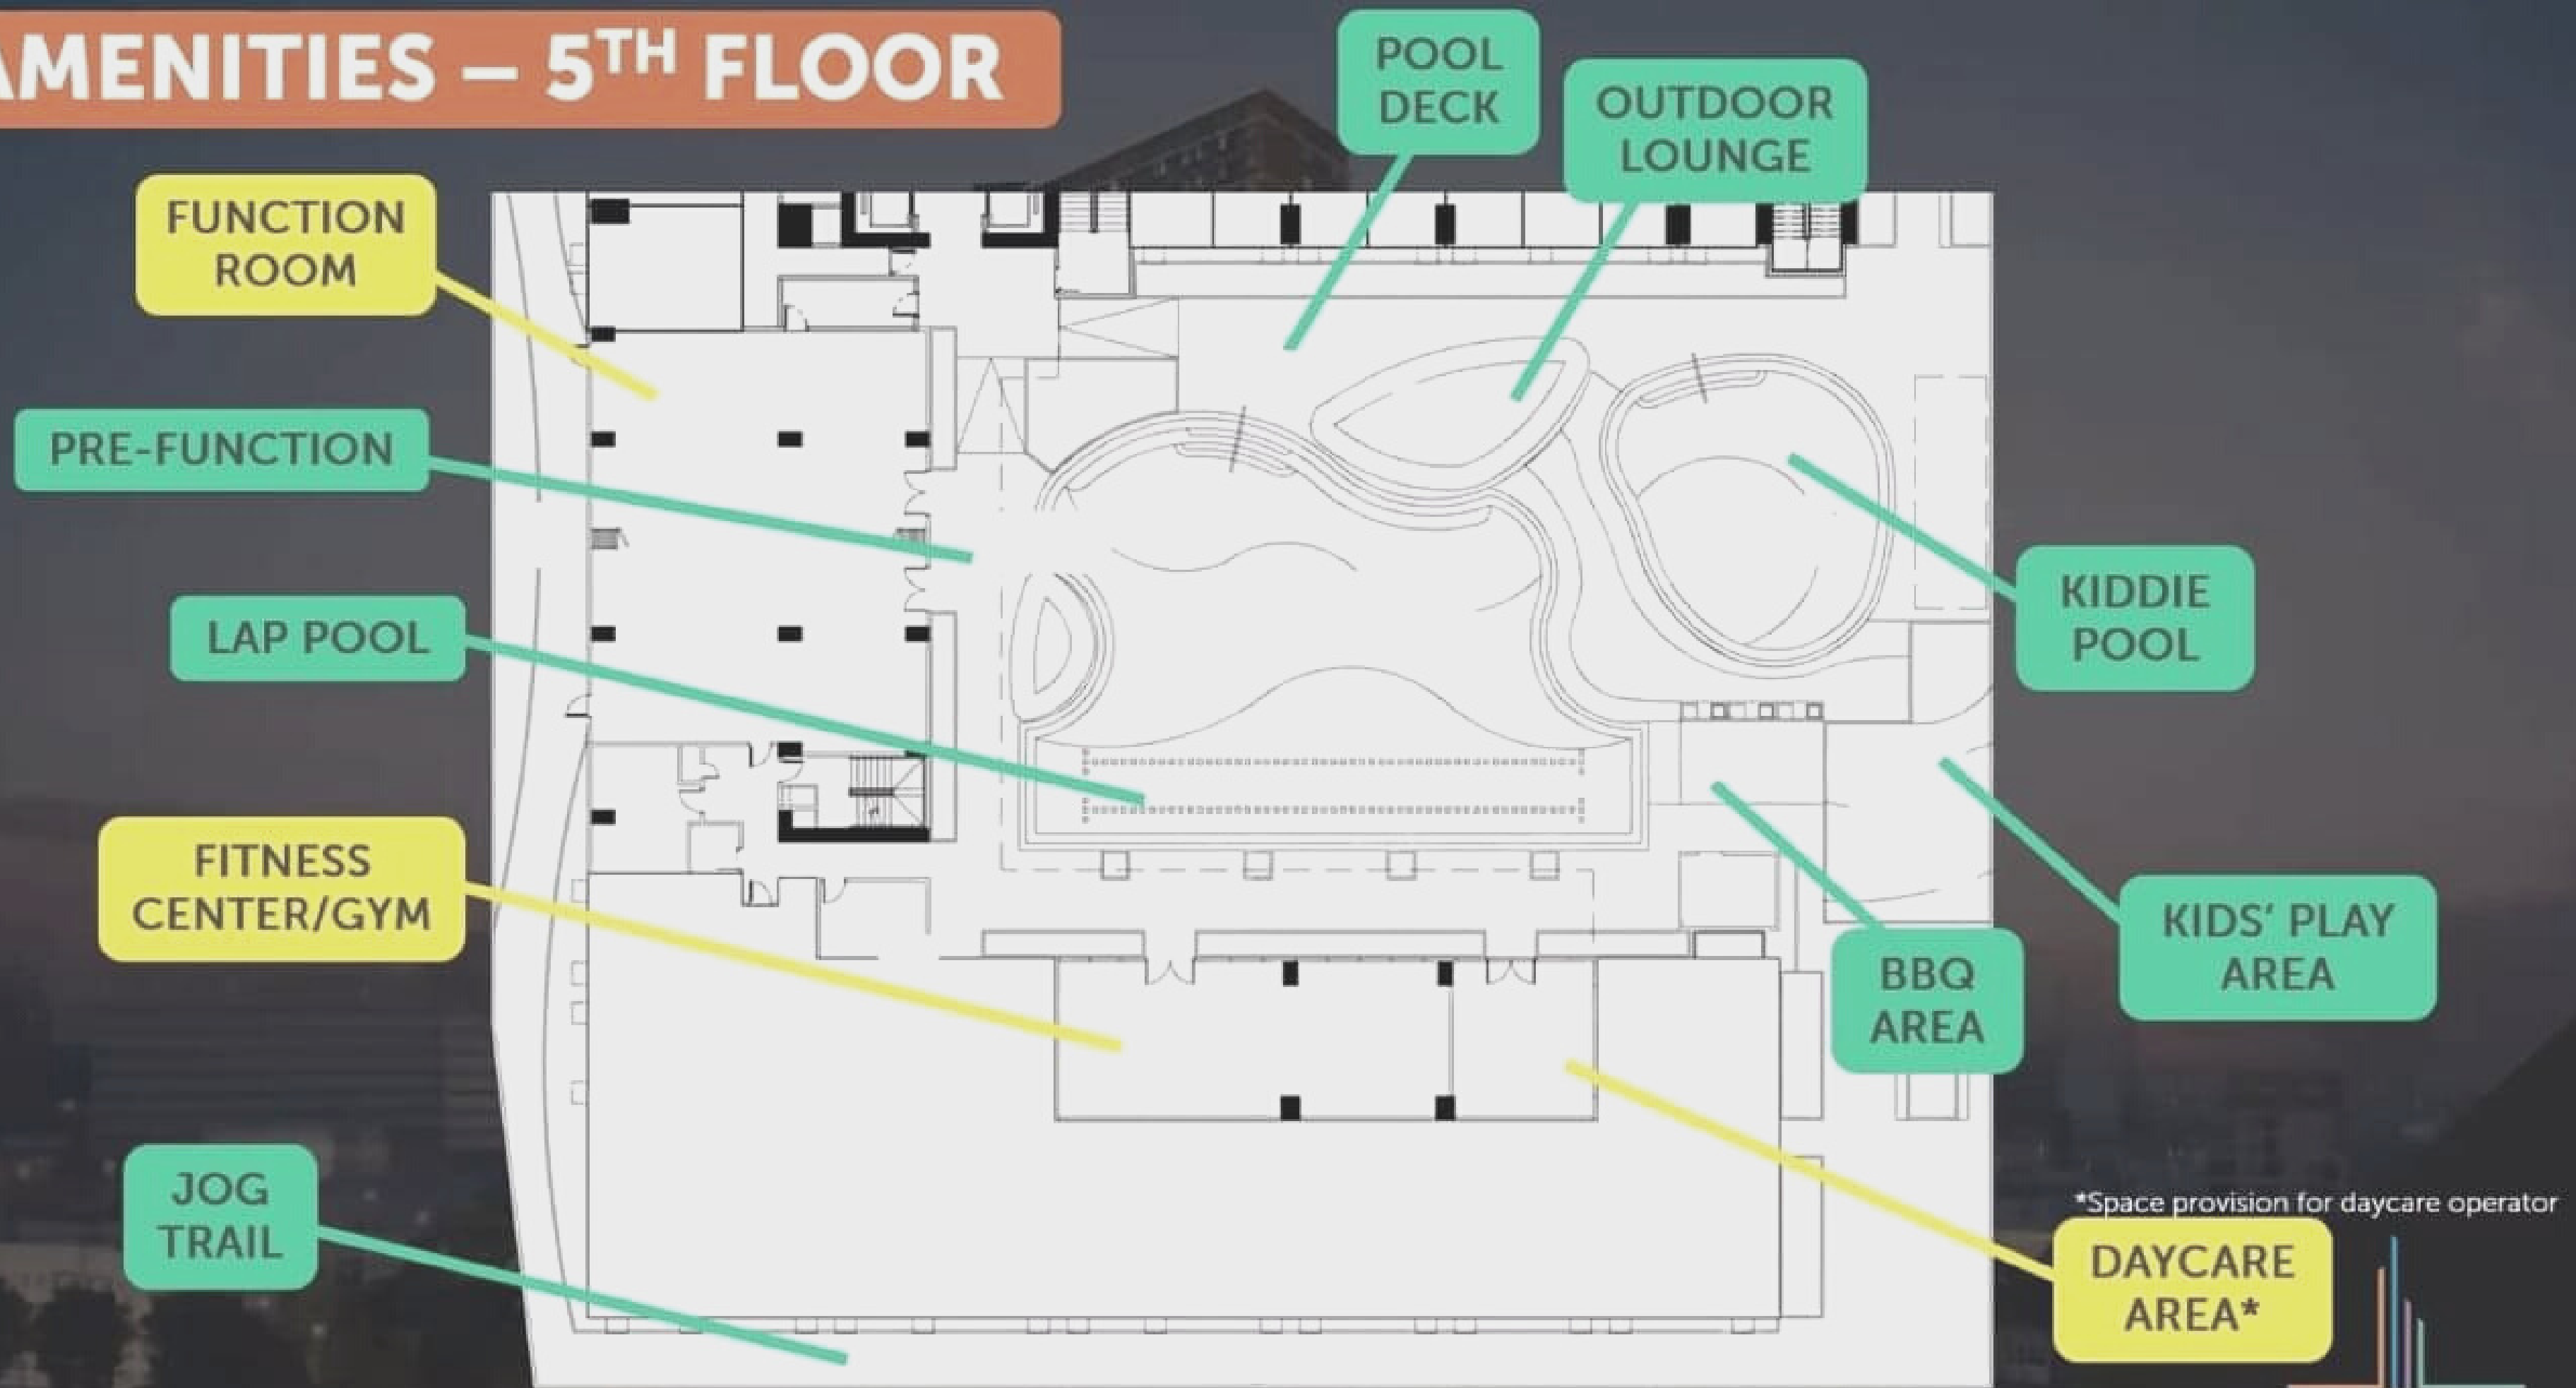 AMENITIES – 5TH FLOOR
POOL
DECK
OUTDOOR
LOUNGE
FUNCTION
ROOM
PRE-FUNCTION
LAP POOL
KIDDIE
POOL
FITNESS
CENTER/GYM
KIDS' PLAY
AREA
BBQ
AREA
JOG
TRAIL
*Space provision for daycare operator
DAYCARE
AREA*